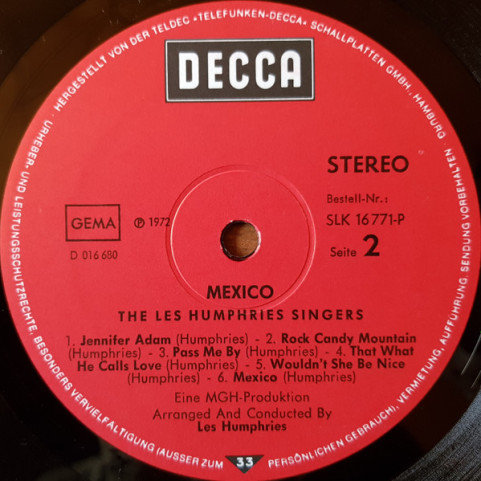 HERGESTELLT VON DER TELDEC »TELEFUNKEN-DECCA« SCHALLPLATTEN GMBH., HAMBURG
URHEBER- UND LEISTUNGSSCHUTZRECHTE, BESONDERS VERVIELFÄLTIGUNG (AUSSER ZUM PERSÖNLICHEN GEBRAUCH), VERMIETUNG, AUFFÜHRUNG, SENDUNG VORBEHALTEN
DECCA
STEREO
Bestell-Nr.:
SLK 16 771-P
Seite 2
GEMA
℗ 1972
D 016 680
MEXICO
THE LES HUMPHRIES SINGERS
1. Jennifer Adam (Humphries) - 2. Rock Candy Mountain
(Humphries) - 3. Pass Me By (Humphries) - 4. That What
He Calls Love (Humphries) - 5. Wouldn't She Be Nice
(Humphries) - 6. Mexico (Humphries)
Eine MGH-Produktion
Arranged And Conducted By
Les Humphries
33